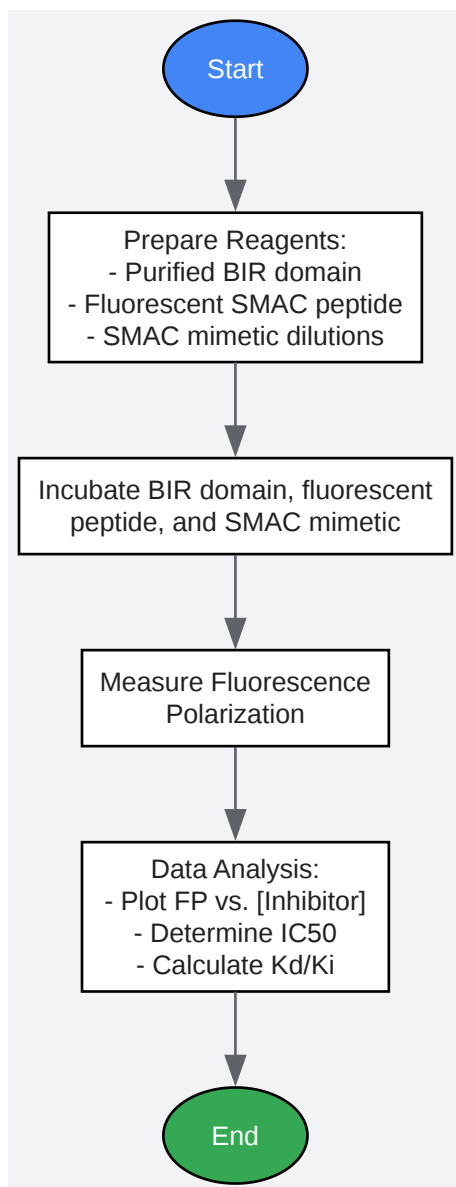 Start
Prepare Reagents:
- Purified BIR domain
- Fluorescent SMAC peptide
- SMAC mimetic dilutions
Incubate BIR domain, fluorescent
peptide, and SMAC mimetic
Measure Fluorescence
Polarization
Data Analysis:
- Plot FP vs. [Inhibitor]
- Determine IC50
- Calculate Kd/Ki
End